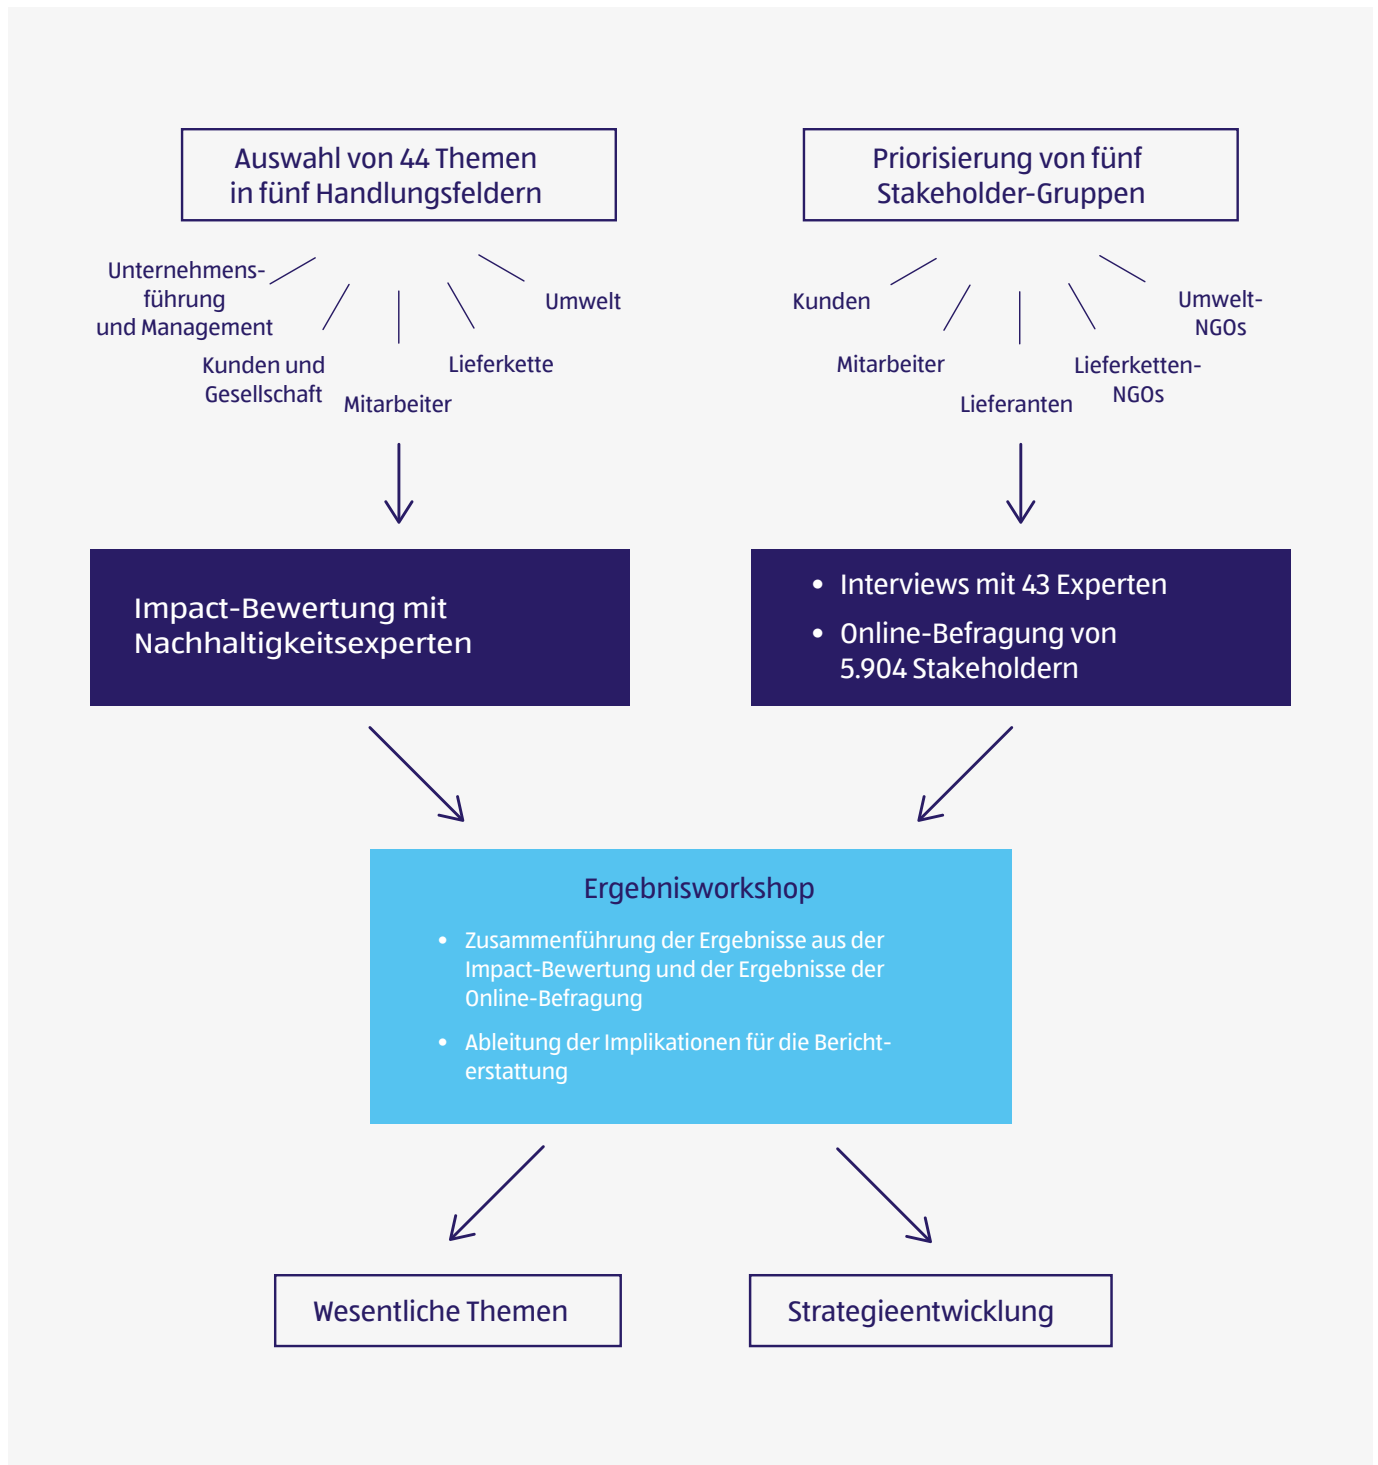 Auswahl von 44 Themen
in fünf Handlungsfeldern
Unternehmens-
führung
und Management
Kunden und
Gesellschaft
Mitarbeiter
Lieferkette
Umwelt
Priorisierung von fünf
Stakeholder-Gruppen
Kunden
Mitarbeiter
Lieferanten
Lieferketten-
NGOs
Umwelt-
NGOs
Impact-Bewertung mit
Nachhaltigkeitsexperten
• Interviews mit 43 Experten
• Online-Befragung von
5.904 Stakeholdern
Ergebnisworkshop
• Zusammenführung der Ergebnisse aus der
Impact-Bewertung und der Ergebnisse der
Online-Befragung
• Ableitung der Implikationen für die Bericht-
erstattung
Wesentliche Themen
Strategieentwicklung